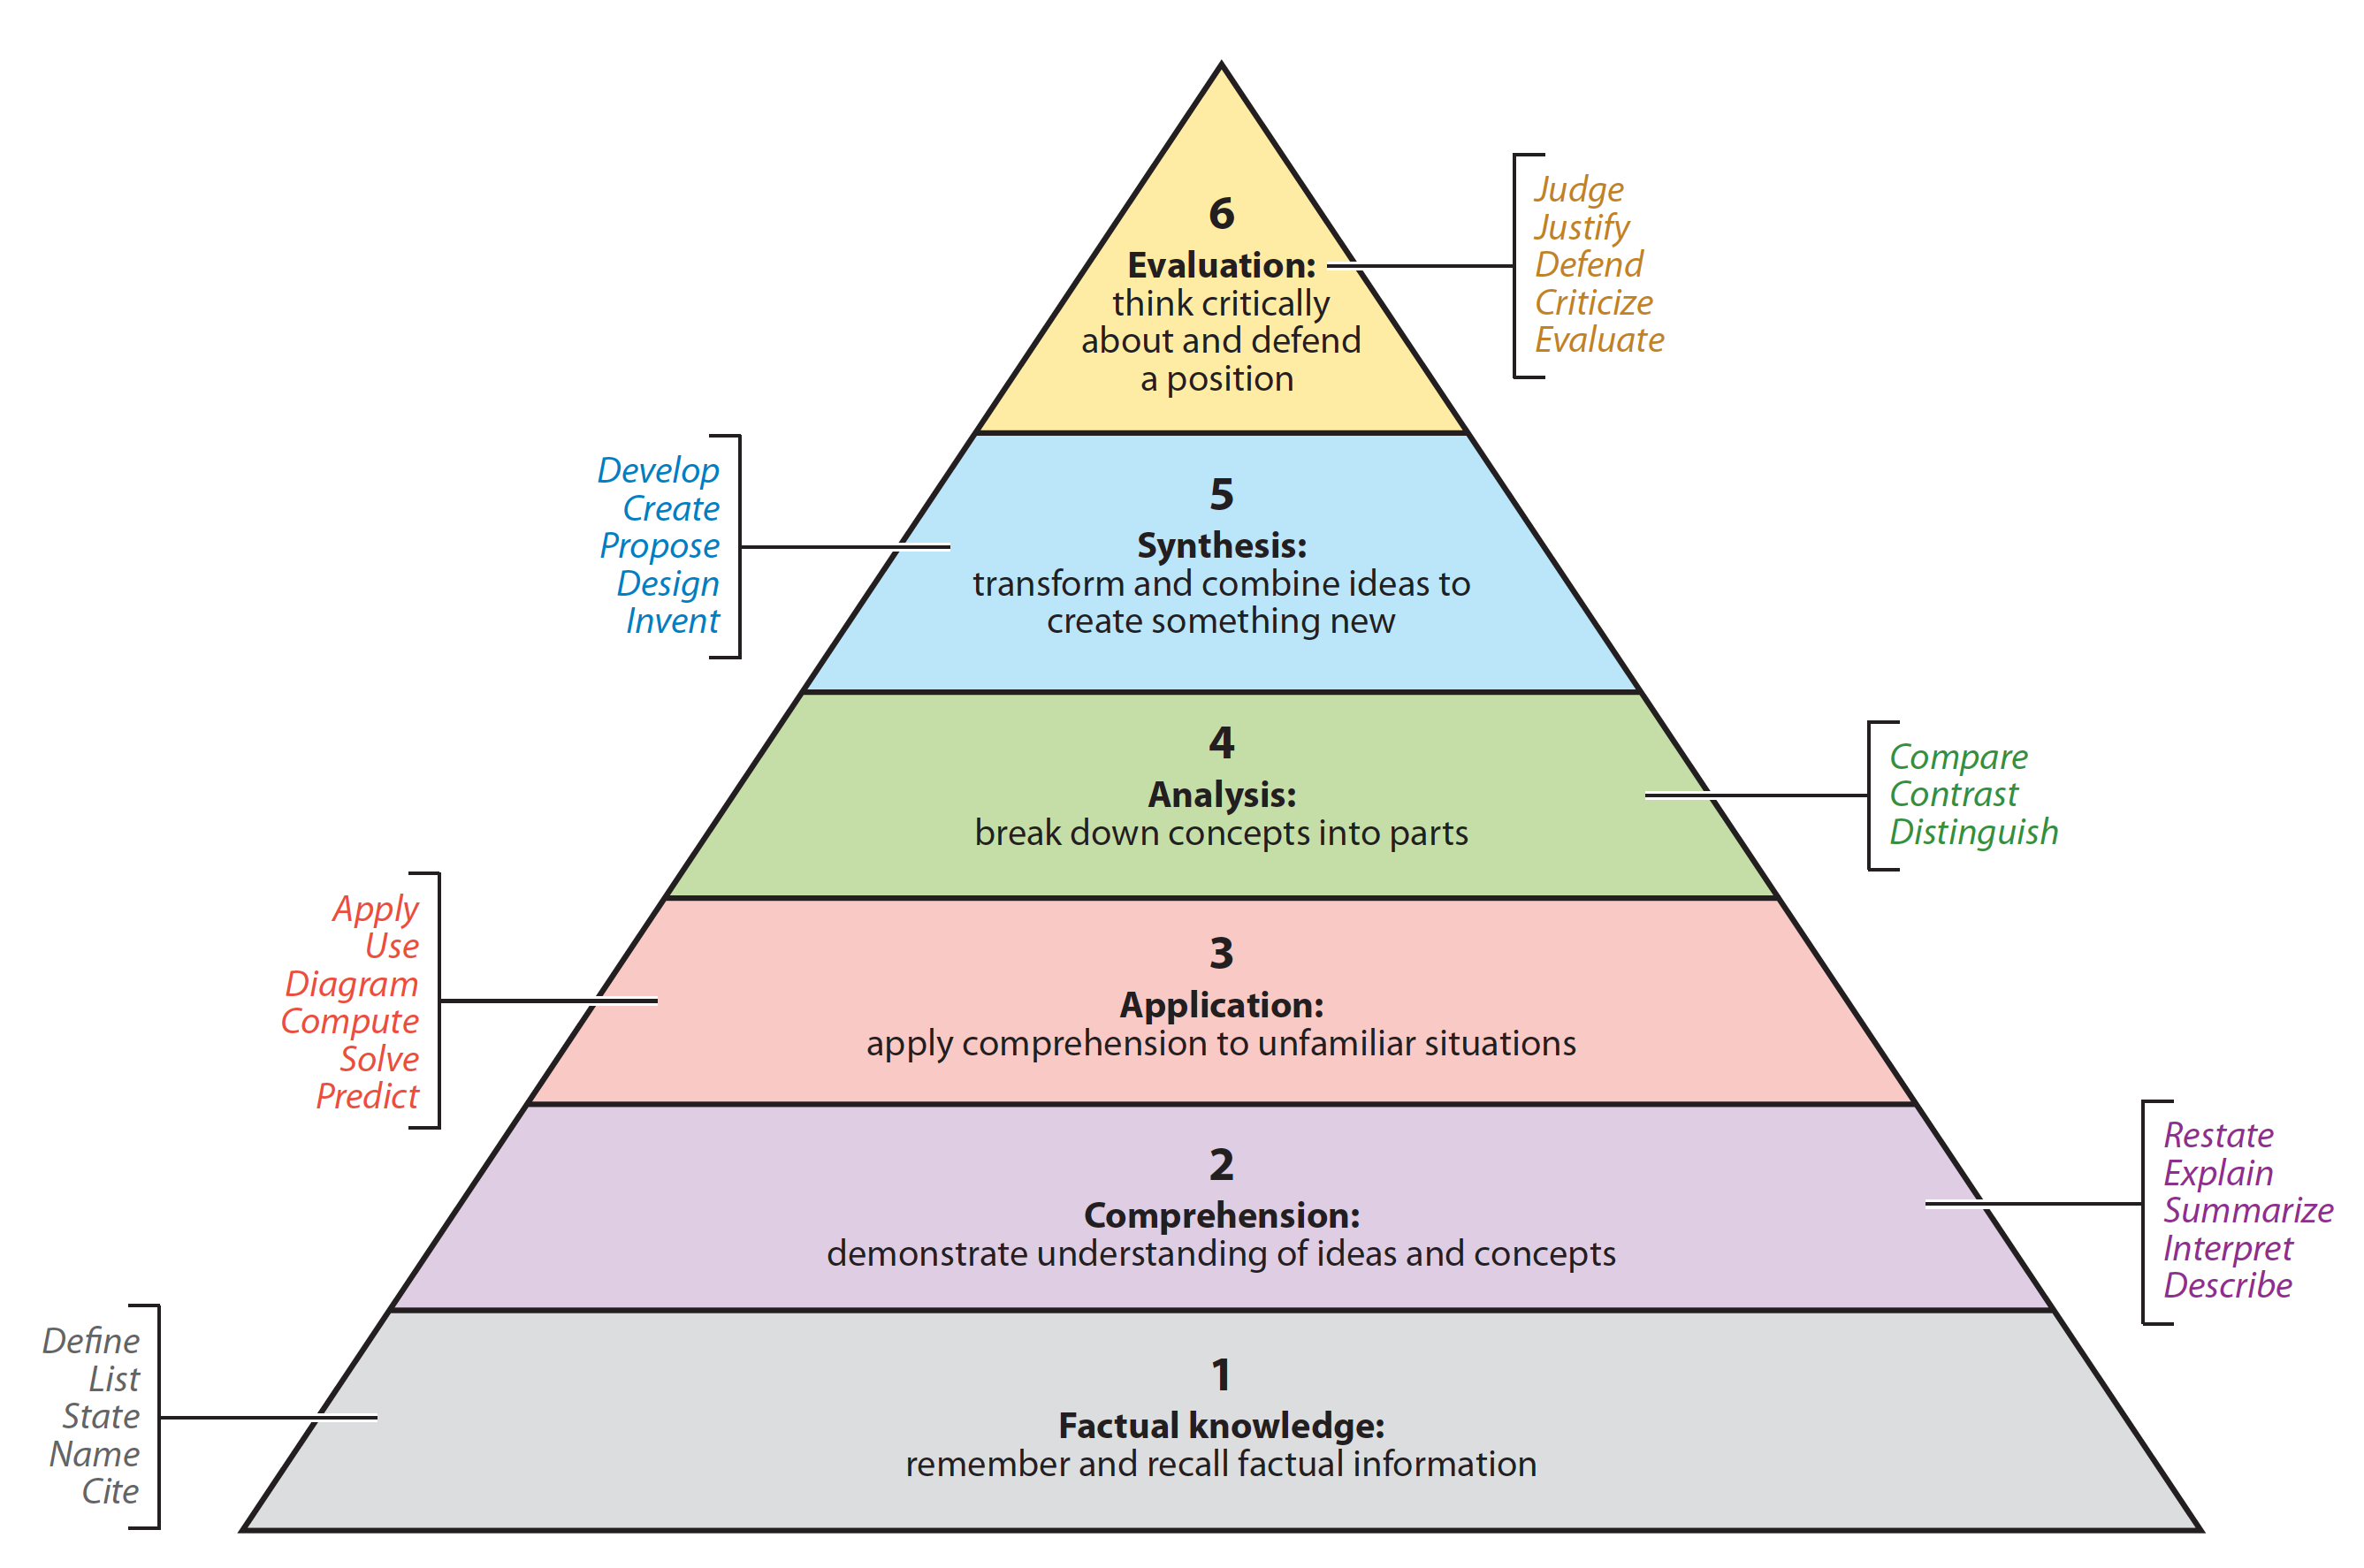 6
Evaluation:
think critically
about and defend
a position
Judge
Justify
Defend
Criticize
Evaluate
Develop
Create
Propose
Design
Invent
5
Synthesis:
transform and combine ideas to
create something new
4
Analysis:
break down concepts into parts
Compare
Contrast
Distinguish
Apply
Use
Diagram
Compute
Solve
Predict
3
Application:
apply comprehension to unfamiliar situations
2
Comprehension:
demonstrate understanding of ideas and concepts
Restate
Explain
Summarize
Interpret
Describe
Define
List
State
Name
Cite
1
Factual knowledge:
remember and recall factual information